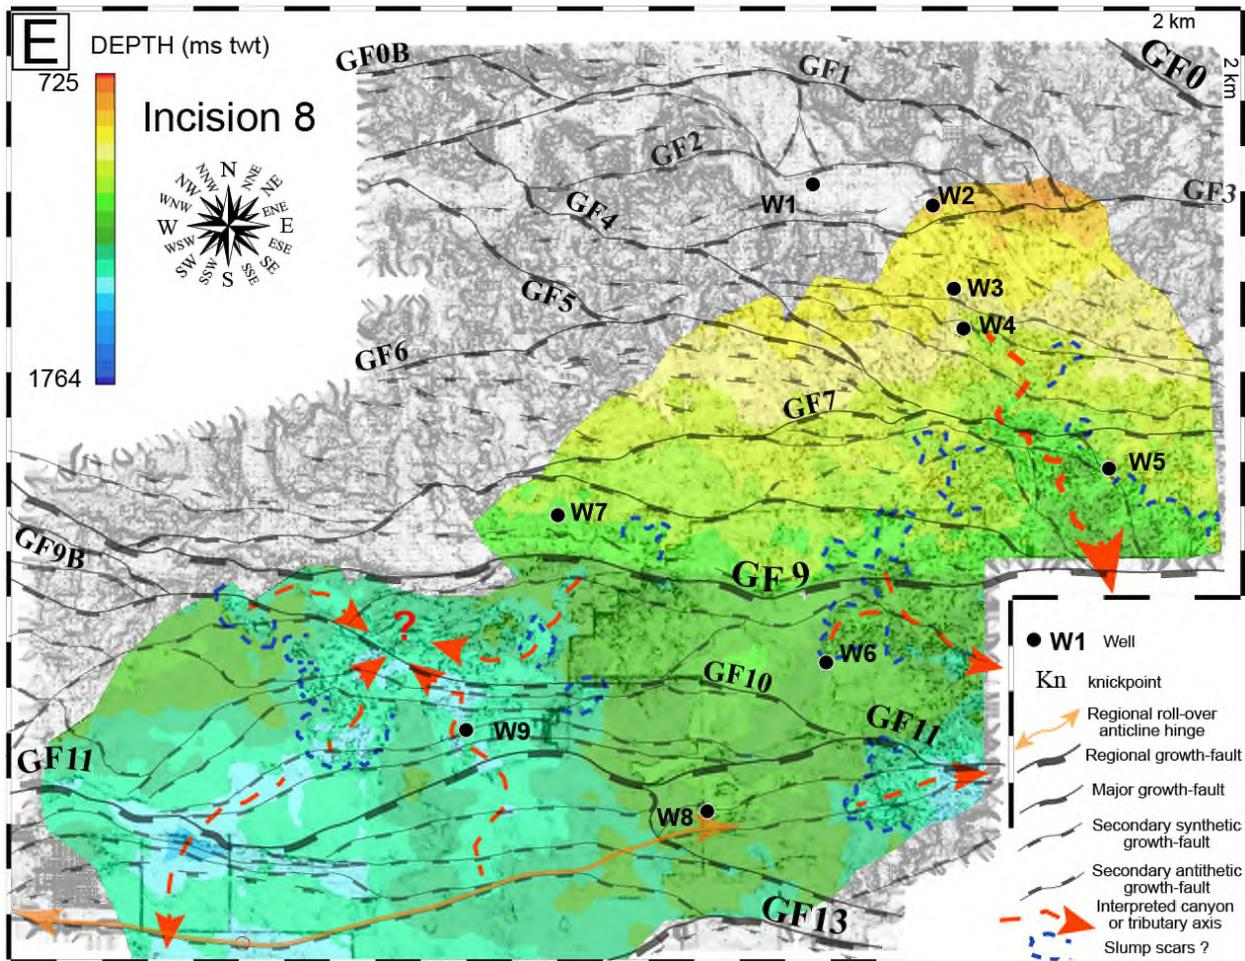 E
DEPTH (ms twt)
725
1764
Incision 8
N
NNE
NE
ENE
E
ESE
SE
SSE
S
SSW
SW
WSW
W
WNW
NW
NNW
2 km
2 km
GF0B
GF1
GF0
GF2
GF3
W1
W2
GF4
GF5
W3
W4
GF6
GF7
W5
W7
GF9B
GF 9
?
W6
GF10
GF11
W9
GF11
W8
GF13
W1 Well
Kn knickpoint
Regional roll-over
anticline hinge
Regional growth-fault
Major growth-fault
Secondary synthetic
growth-fault
Secondary antithetic
growth-fault
Interpreted canyon
or tributary axis
Slump scars ?